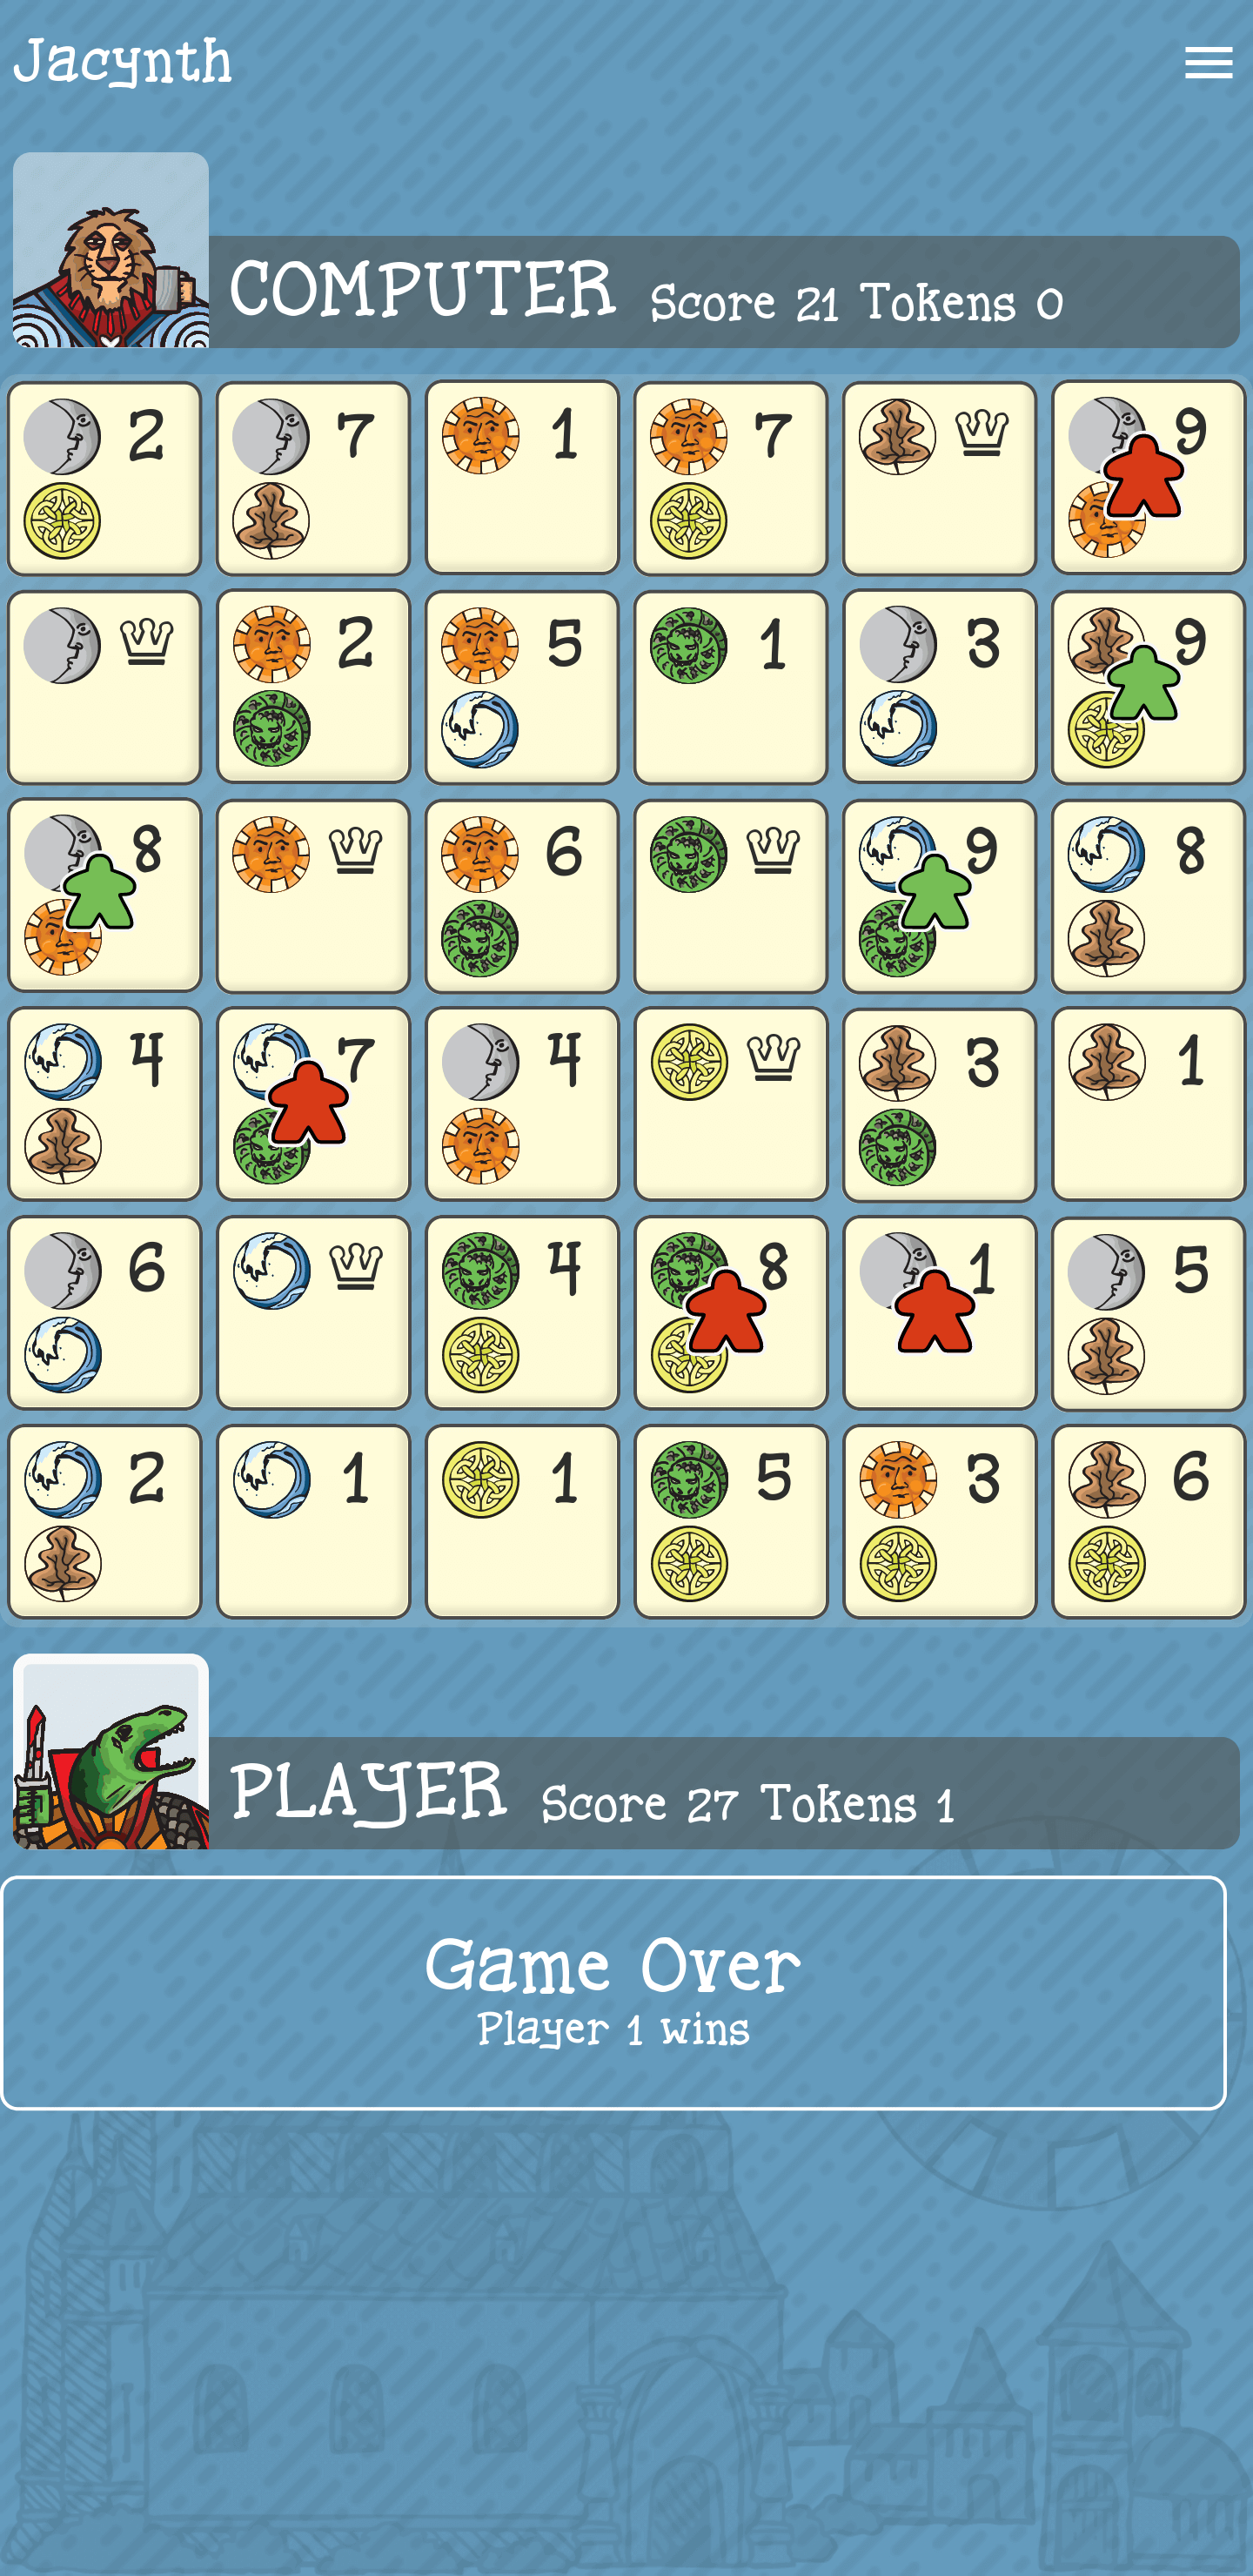 Jacynth
COMPUTER Score 21 Tokens 0
2 7 1 7 9
2 5 1 3 9
8 6 9 8
4 7 4 3 1
6 4 8 1 5
2 1 1 5 3 6
PLAYER Score 27 Tokens 1
Game Over
Player 1 wins